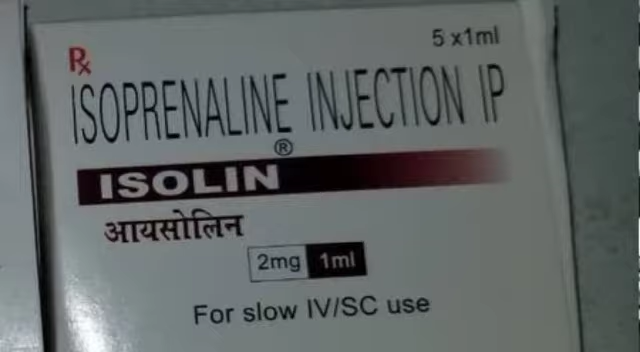 5 x1ml
Rx
ISOPRENALINE INJECTION IP
ISOLIN®
आयसोलिन
2mg 1ml
For slow IV/SC use